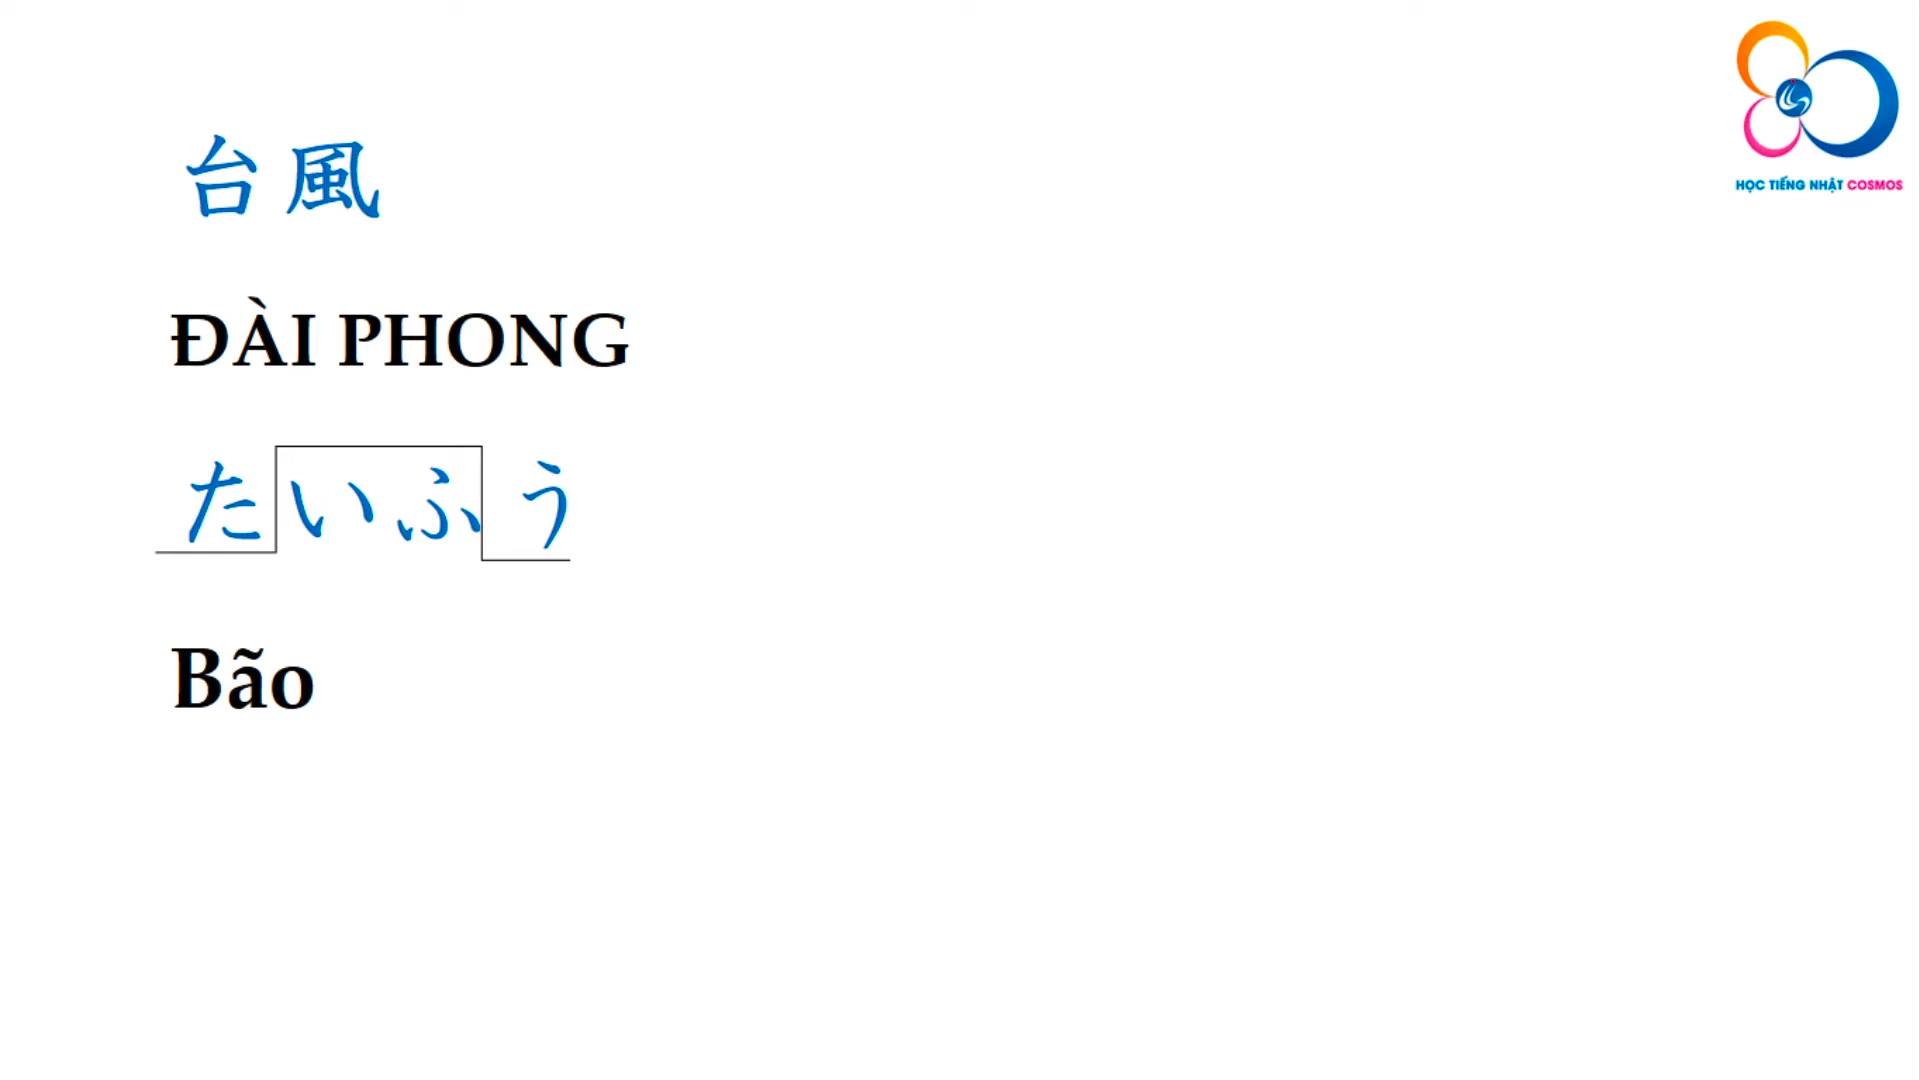 台風
ĐÀI PHONG
たいふう
Bão
HỌC TIẾNG NHẬT COSMOS